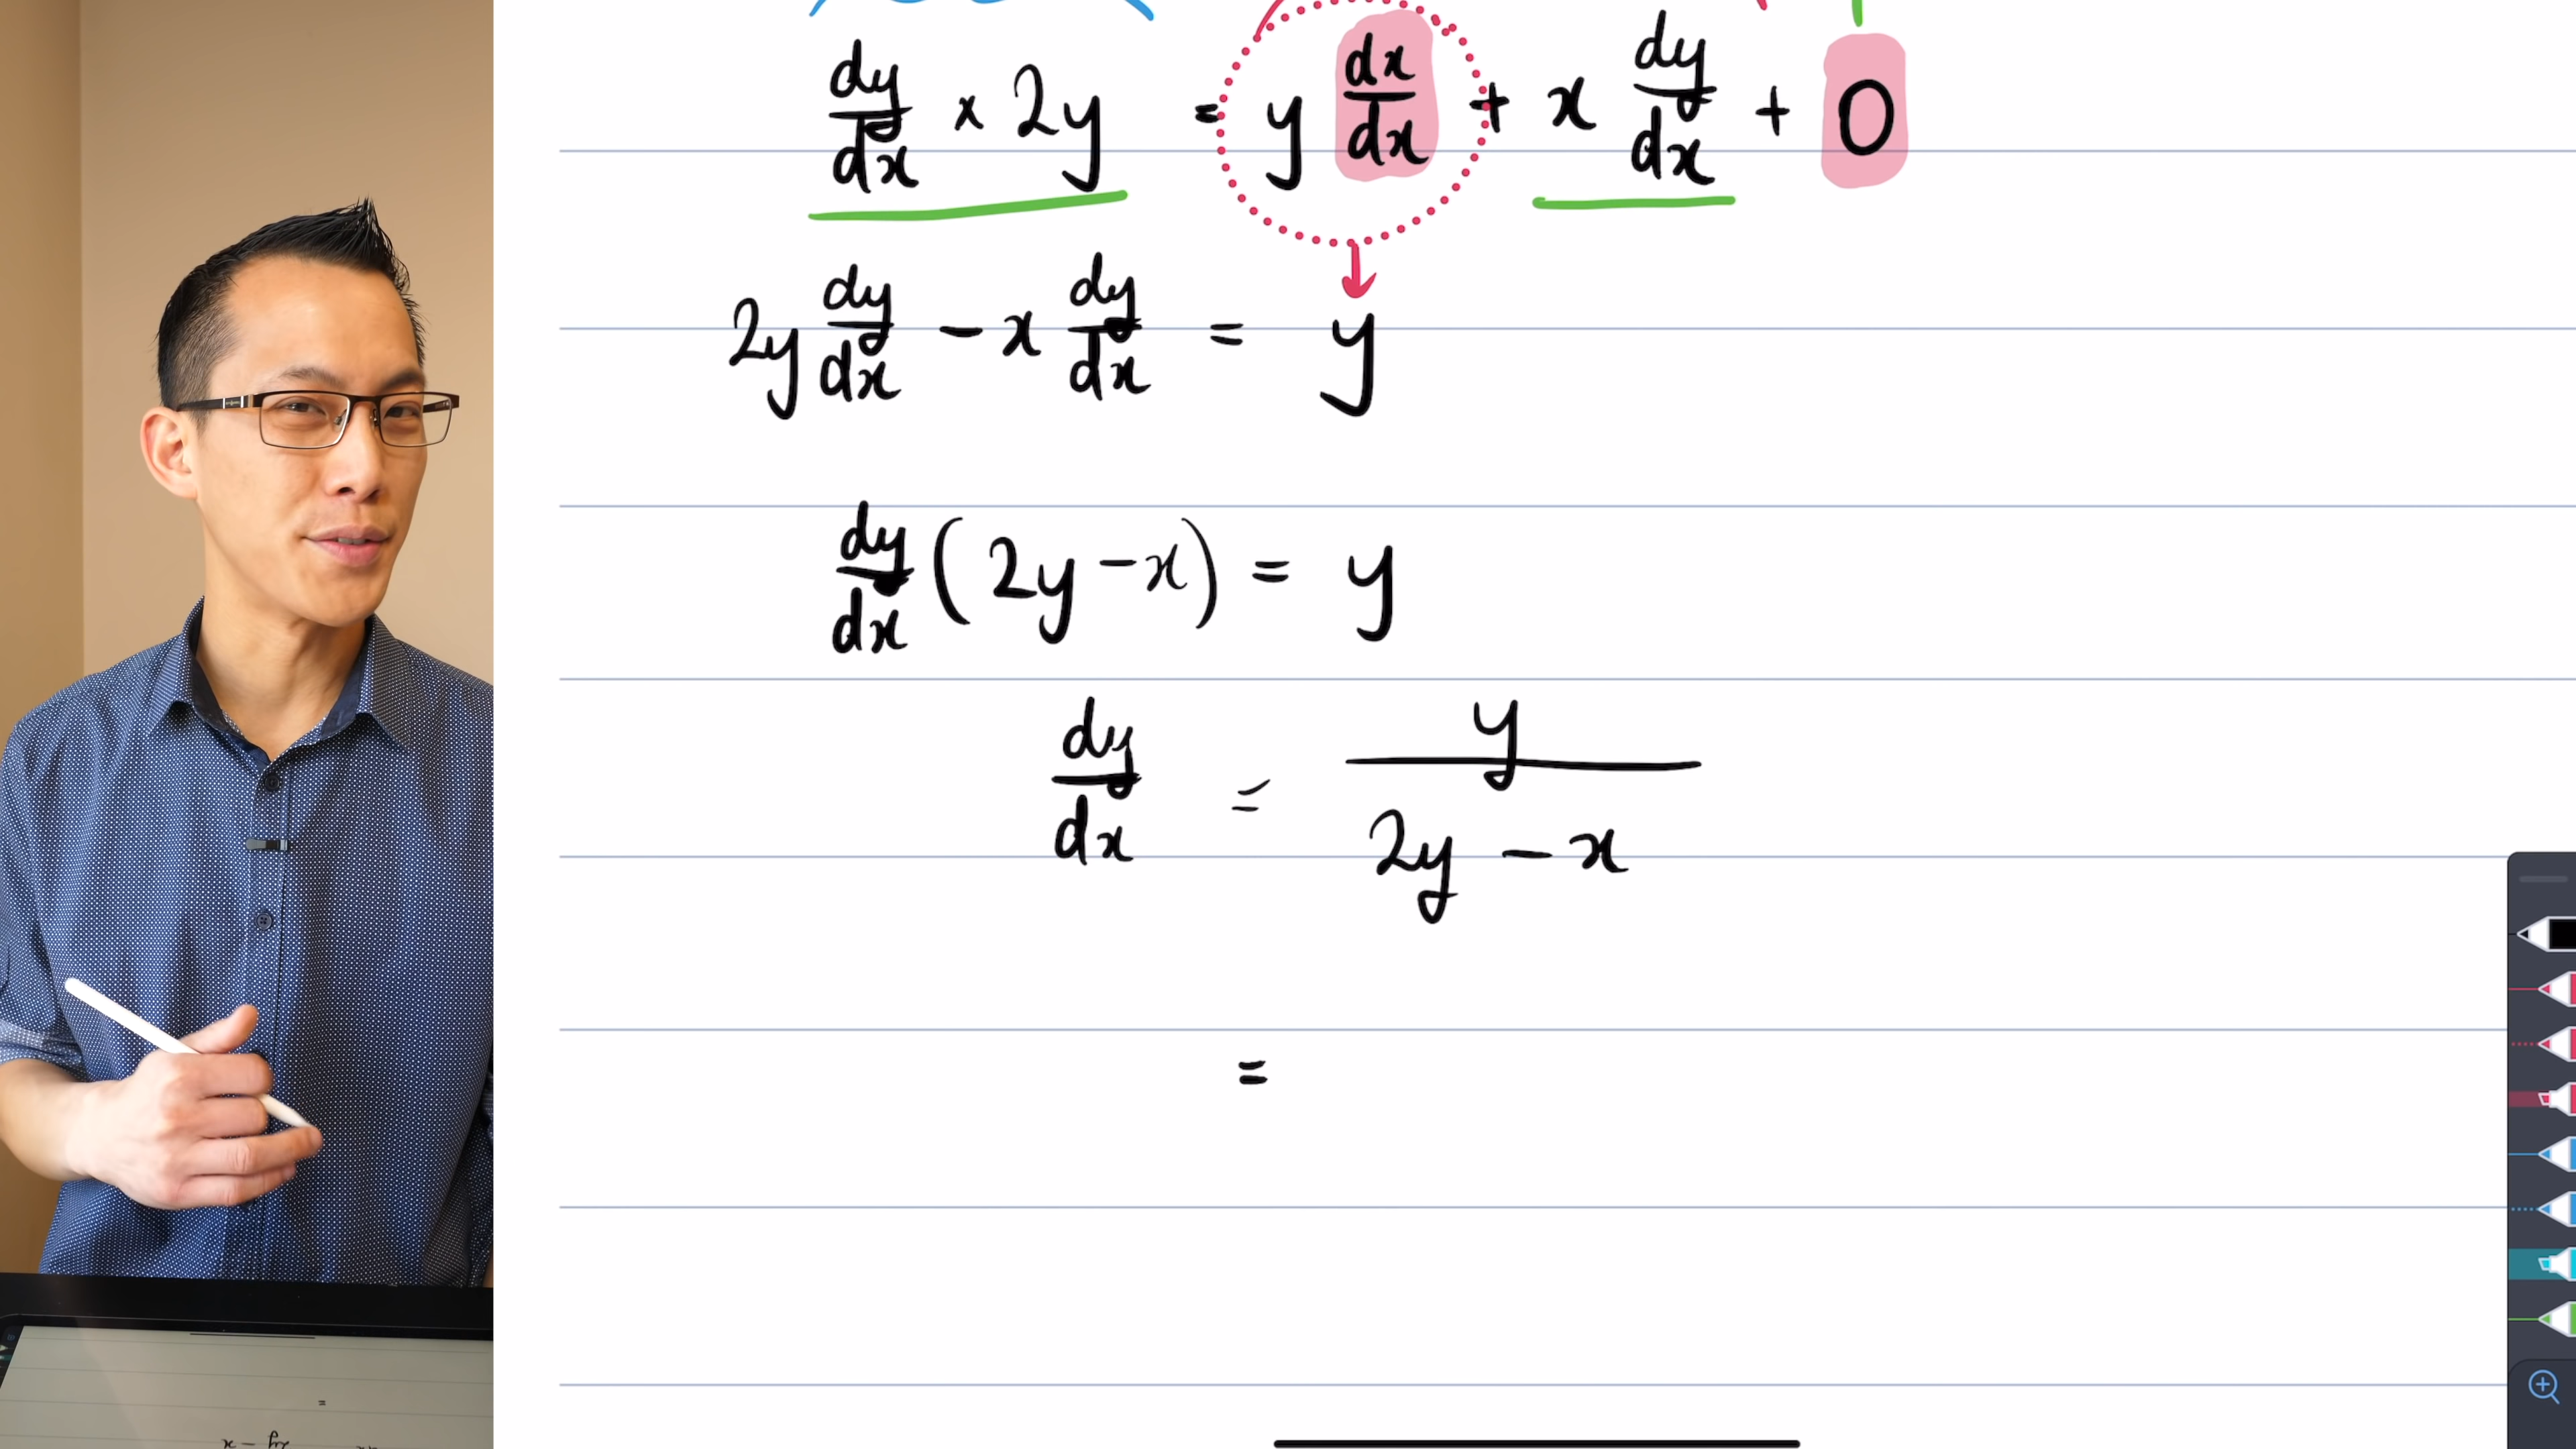 dy/dx × 2y = y dx/dx + x dy/dx + 0
2y dy/dx − x dy/dx = y
dy/dx (2y − x) = y
dy/dx = y/(2y − x)
=